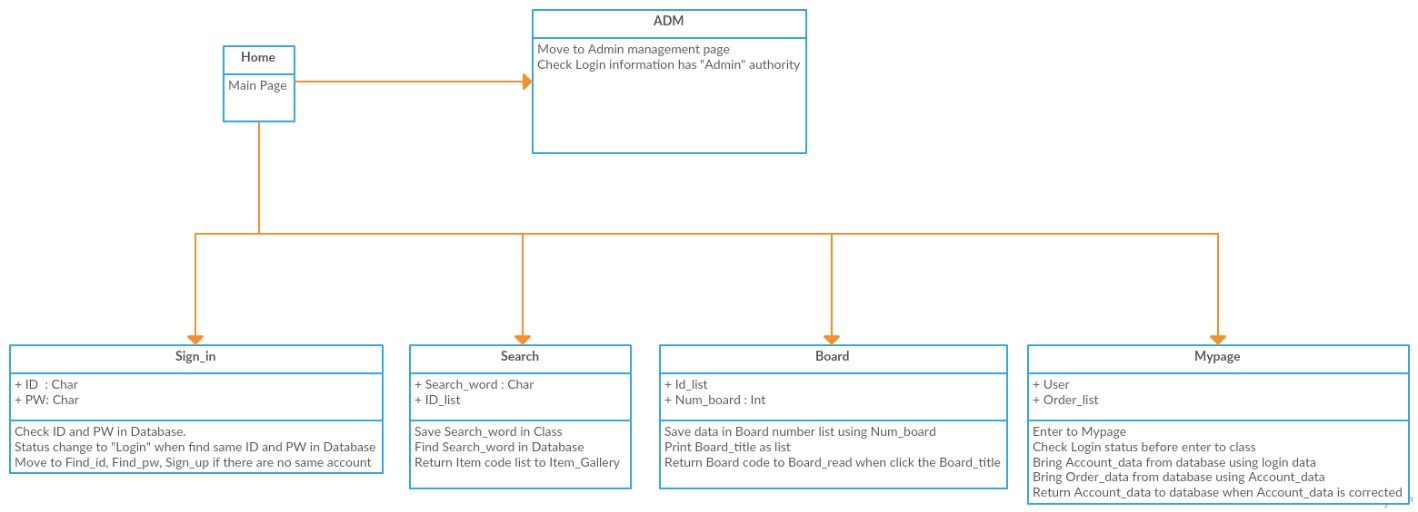 ADM
Move to Admin management page
Check Login information has "Admin" authority
Home
Main Page
Sign_in
+ ID : Char
+ PW: Char
Check ID and PW in Database.
Status change to "Login" when find same ID and PW in Database
Move to Find_id, Find_pw, Sign_up if there are no same account
Search
+ Search_word : Char
+ ID_list
Save Search_word in Class
Find Search_word in Database
Return Item code list to Item_Gallery
Board
+ Id_list
+ Num_board : Int
Save data in Board number list using Num_board
Print Board_title as list
Return Board code to Board_read when click the Board_title
Mypage
+ User
+ Order_list
Enter to Mypage
Check Login status before enter to class
Bring Account_data from database using login data
Bring Order_data from database using Account_data
Return Account_data to database when Account_data is corrected